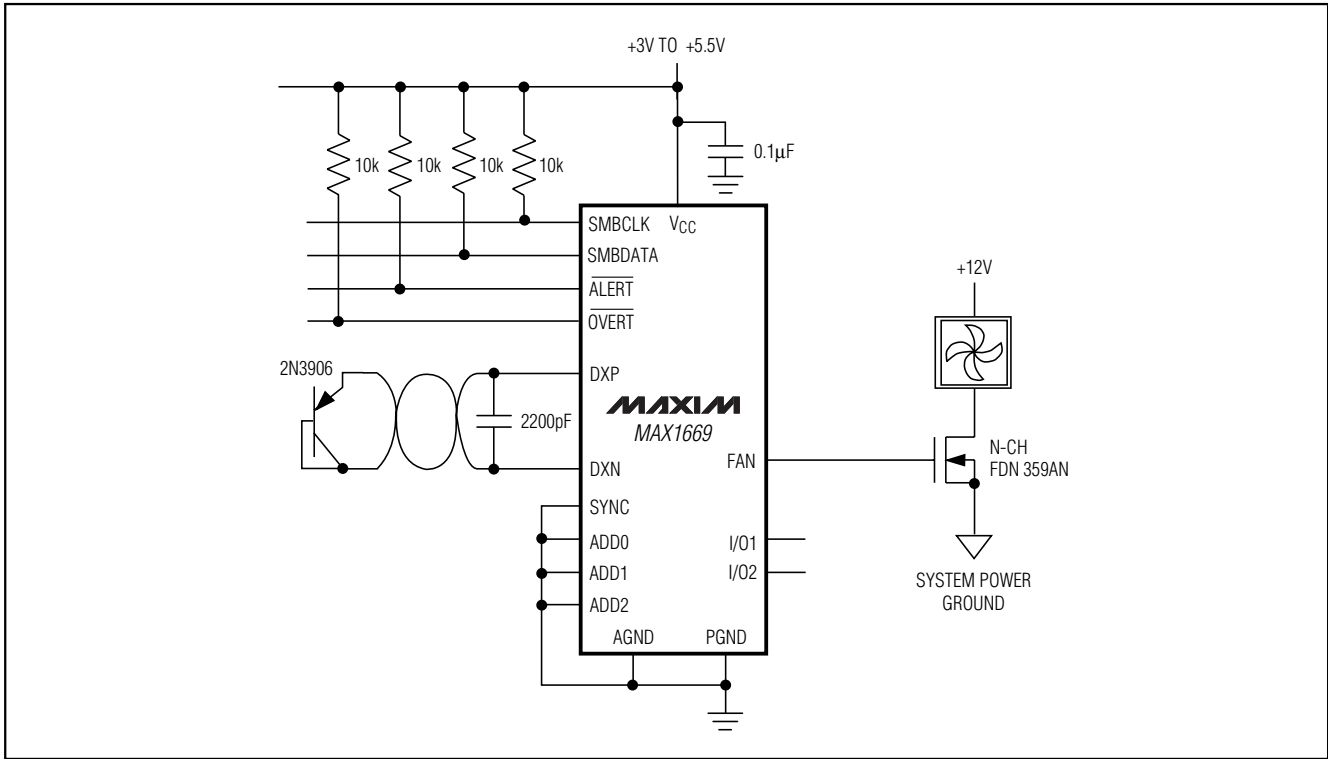 +3V TO +5.5V
10k
10k
10k
10k
0.1µF
SMBCLK
VCC
SMBDATA
ALERT
OVERT
+12V
2N3906
DXP
2200pF
MAXIM
MAX1669
DXN
FAN
N-CH
FDN 359AN
SYNC
ADD0
I/O1
ADD1
I/O2
ADD2
SYSTEM POWER
GROUND
AGND
PGND